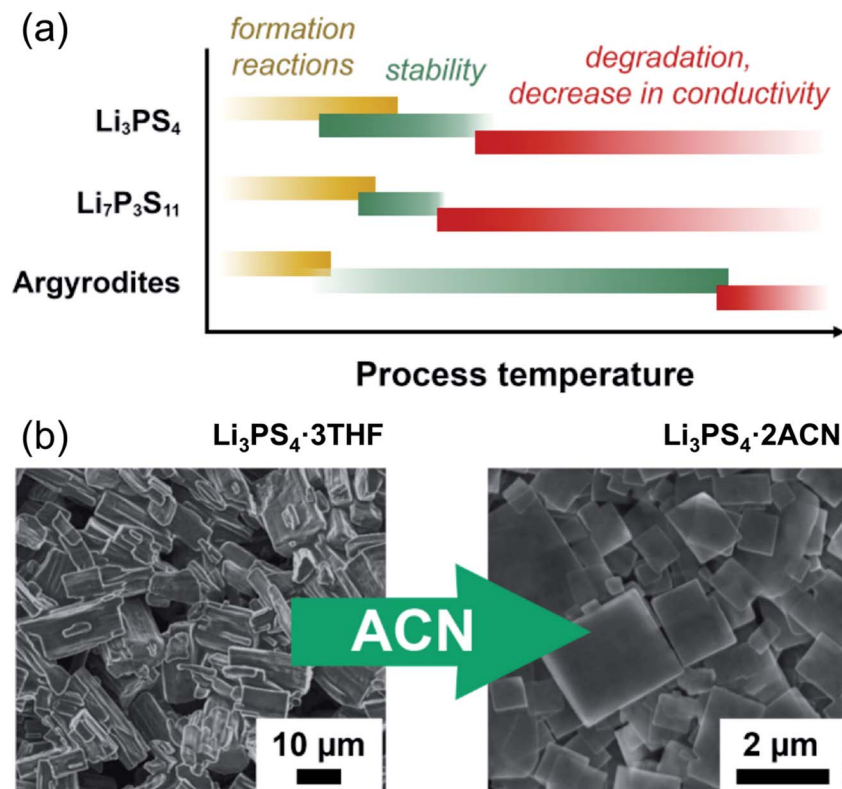 (a)
formation
reactions
stability
degradation,
decrease in conductivity
Li₃PS₄
Li₇P₃S₁₁
Argyrodites
Process temperature
(b)
Li₃PS₄·3THF
Li₃PS₄·2ACN
ACN
10 µm
2 µm